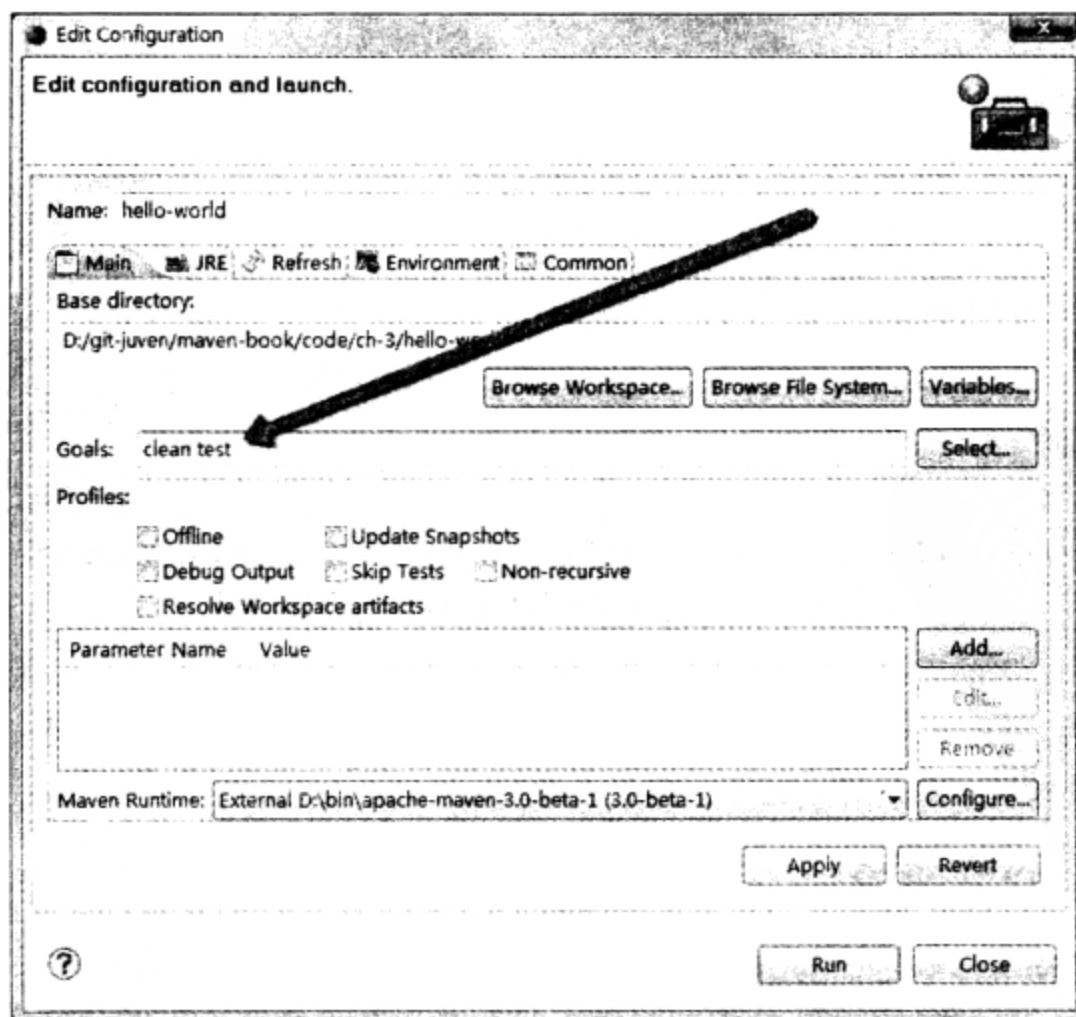 Edit Configuration
Edit configuration and launch.
Name: hello-world
Main JRE Refresh Environment Common
Base directory:
D:/git-juven/maven-book/code/ch-3/hello-
Browse Workspace... Browse File System... Variables...
Goals: clean test Select...
Profiles:
Offline Update Snapshots
Debug Output Skip Tests Non-recursive
Resolve Workspace artifacts
Parameter Name Value Add...
Edit...
Remove
Maven Runtime: External D:\bin\apache-maven-3.0-beta-1 (3.0-beta-1) Configure...
Apply Revert
? Run Close